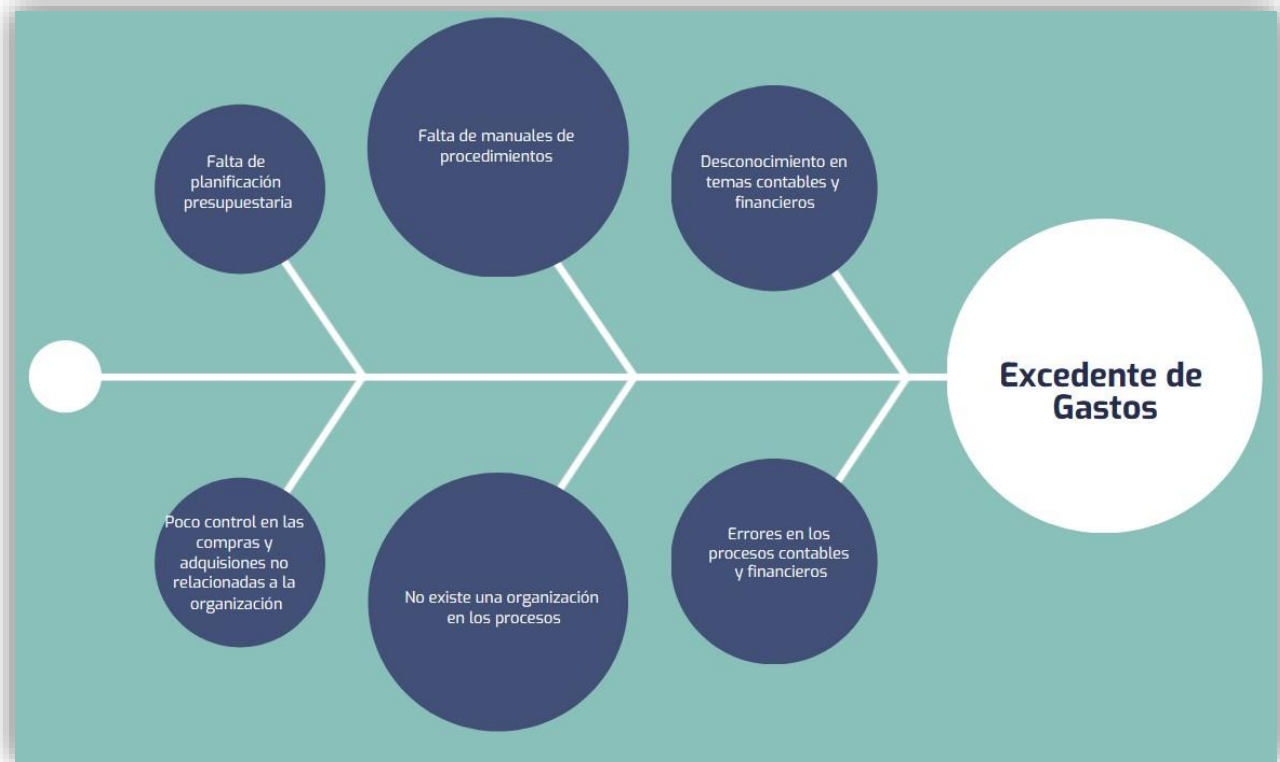 Falta de
planificación
presupuestaria
Falta de manuales de
procedimientos
Desconocimiento en
temas contables y
financieros
Excedente de
Gastos
Poco control en las
compras y
adquisiones no
relacionadas a la
organización
No existe una organización
en los procesos
Errores en los
procesos contables
y financieros